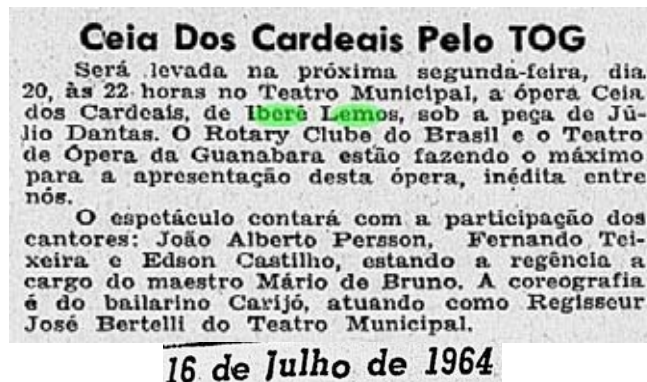 Ceia Dos Cardeais Pelo TOG
Será levada na próxima segunda-feira, dia
20, às 22 horas no Teatro Municipal, a ópera Ceia
dos Cardeais, de Iberê Lemos, sob a peça de Jú-
lio Dantas. O Rotary Clube do Brasil e o Teatro
de Ópera da Guanabara estão fazendo o máximo
para a apresentação desta ópera, inédita entre
nós.
O espetáculo contará com a participação dos
cantores: João Alberto Persson, Fernando Tei-
xeira e Edson Castilho, estando a regência a
cargo do maestro Mário de Bruno. A coreografia
é do bailarino Carijó, atuando como Regisseur
José Bertelli do Teatro Municipal.
16 de Julho de 1964